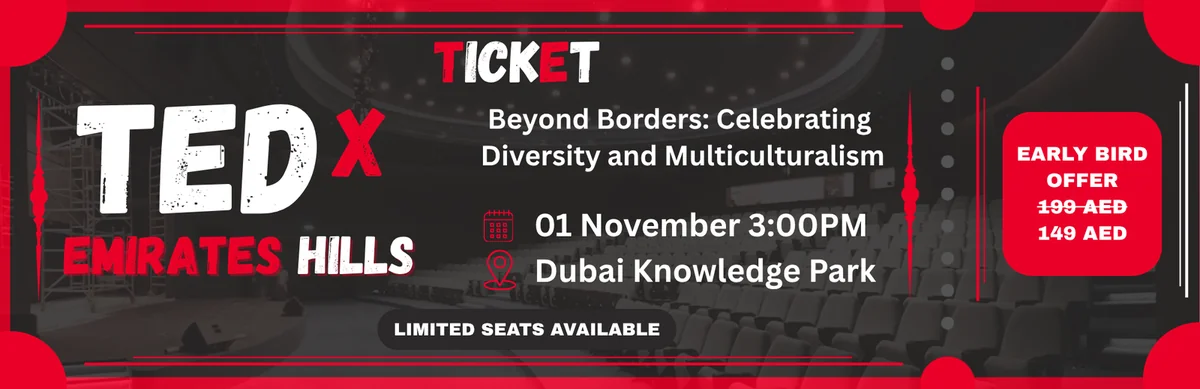 TICKET
TEDX
EMIRATES HILLS
Beyond Borders: Celebrating
Diversity and Multiculturalism
01 November 3:00PM
Dubai Knowledge Park
LIMITED SEATS AVAILABLE
EARLY BIRD
OFFER
199 AED
149 AED